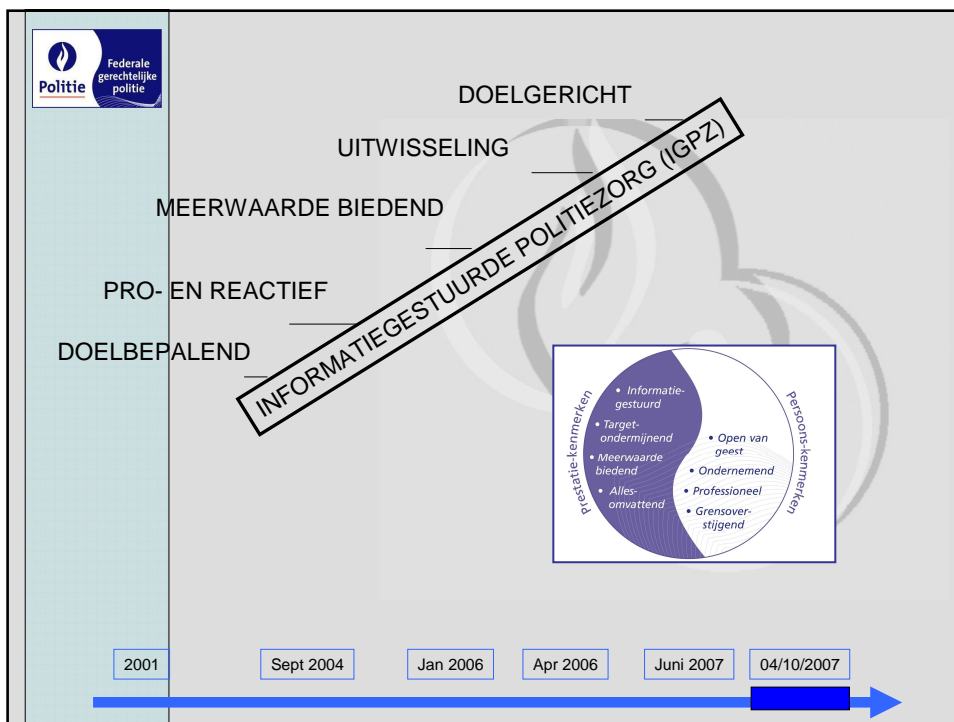 Politie
Federale
gerechtelijke
politie
DOELGERICHT
UITWISSELING
MEERWAARDE BIEDEND
PRO- EN REACTIEF
DOELBEPALEND
INFORMATIEGESTUURDE POLITIEZORG (IGPZ)
Prestatie-kenmerken
• Informatie-
gestuurd
• Target-
ondermijnend
• Meerwaarde
biedend
• Alles-
omvattend
• Open van
geest
• Ondernemend
• Professioneel
• Grensover-
stijgend
Persoons-kenmerken
2001
Sept 2004
Jan 2006
Apr 2006
Juni 2007
04/10/2007